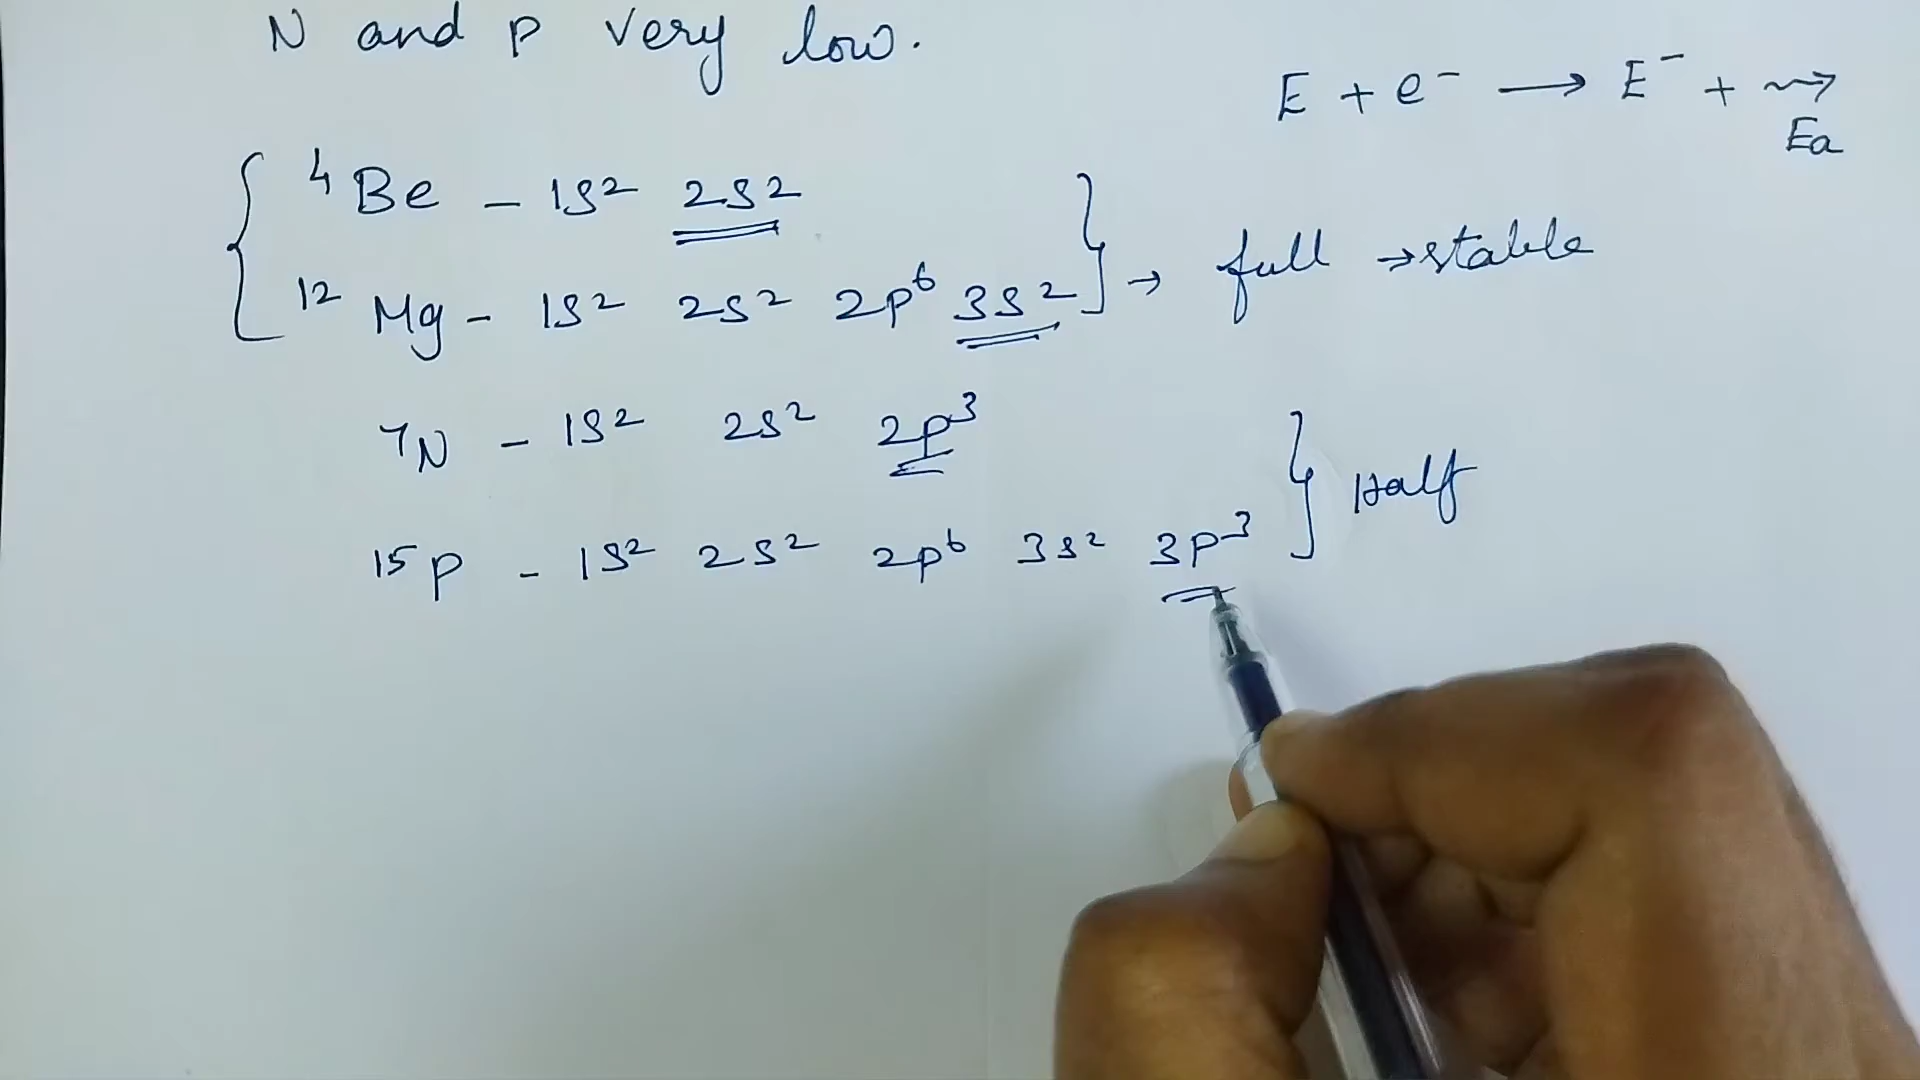 N and P very low.
E + e⁻ ⟶ E⁻ + ⇝
Ea
⁴Be – 1s² 2s²
¹²Mg – 1s² 2s² 2p⁶ 3s² → full → stable
⁷N – 1s² 2s² 2p³
Half
¹⁵P – 1s² 2s² 2p⁶ 3s² 3p³